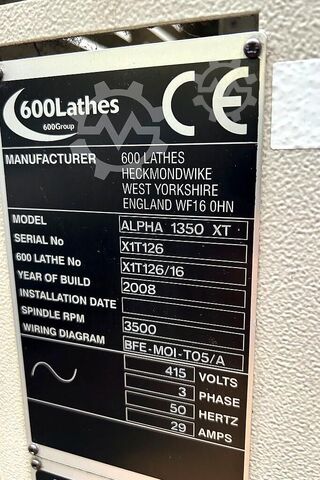 600Lathes
600Group
CE
MANUFACTURER 600 LATHES
HECKMONDWIKE
WEST YORKSHIRE
ENGLAND WF16 0HN
MODEL ALPHA 1350 XT
SERIAL No X1T126
600 LATHE No X1T126/16
YEAR OF BUILD 2008
INSTALLATION DATE
SPINDLE RPM 3500
WIRING DIAGRAM BFE-MOI-TO5/A
415 VOLTS
3 PHASE
50 HERTZ
29 AMPS